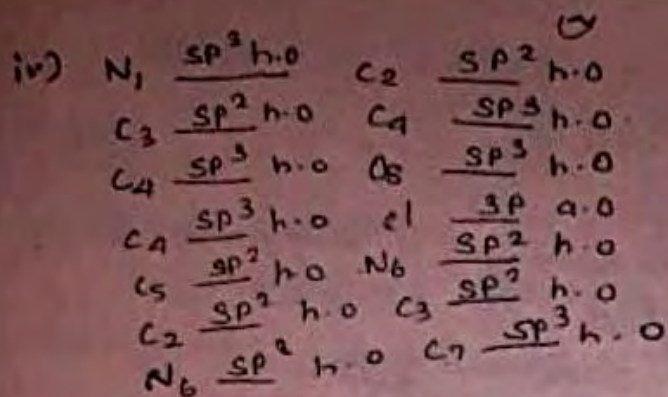 iv) N1 sp3 h.o C2 sp2 h.o
C3 sp2 h.o C4 sp3 h.o
C4 sp3 h.o O5 sp3 h.o
C4 sp3 h.o cl 3p a.o
C5 sp2 h.o N6 sp2 h.o
C2 sp2 h.o C3 sp2 h.o
N6 sp2 h.o C7 sp3 h.o